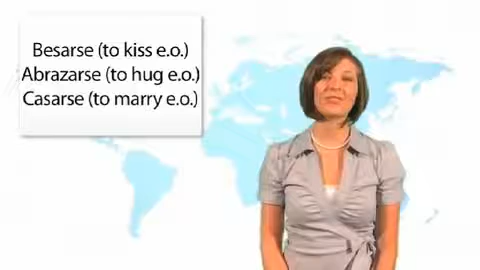 Besarse (to kiss e.o.)
Abrazarse (to hug e.o.)
Casarse (to marry e.o.)